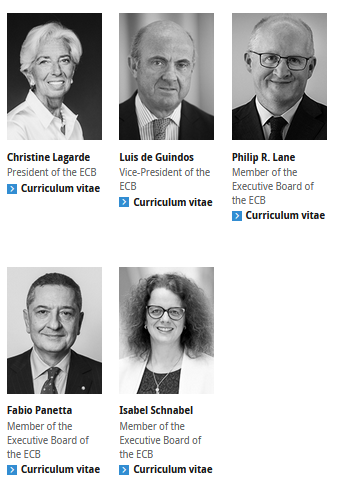 Christine Lagarde
President of the ECB
Curriculum vitae
Luis de Guindos
Vice-President of the
ECB
Curriculum vitae
Philip R. Lane
Member of the
Executive Board of
the ECB
Curriculum vitae
Fabio Panetta
Member of the
Executive Board of
the ECB
Curriculum vitae
Isabel Schnabel
Member of the
Executive Board of
the ECB
Curriculum vitae